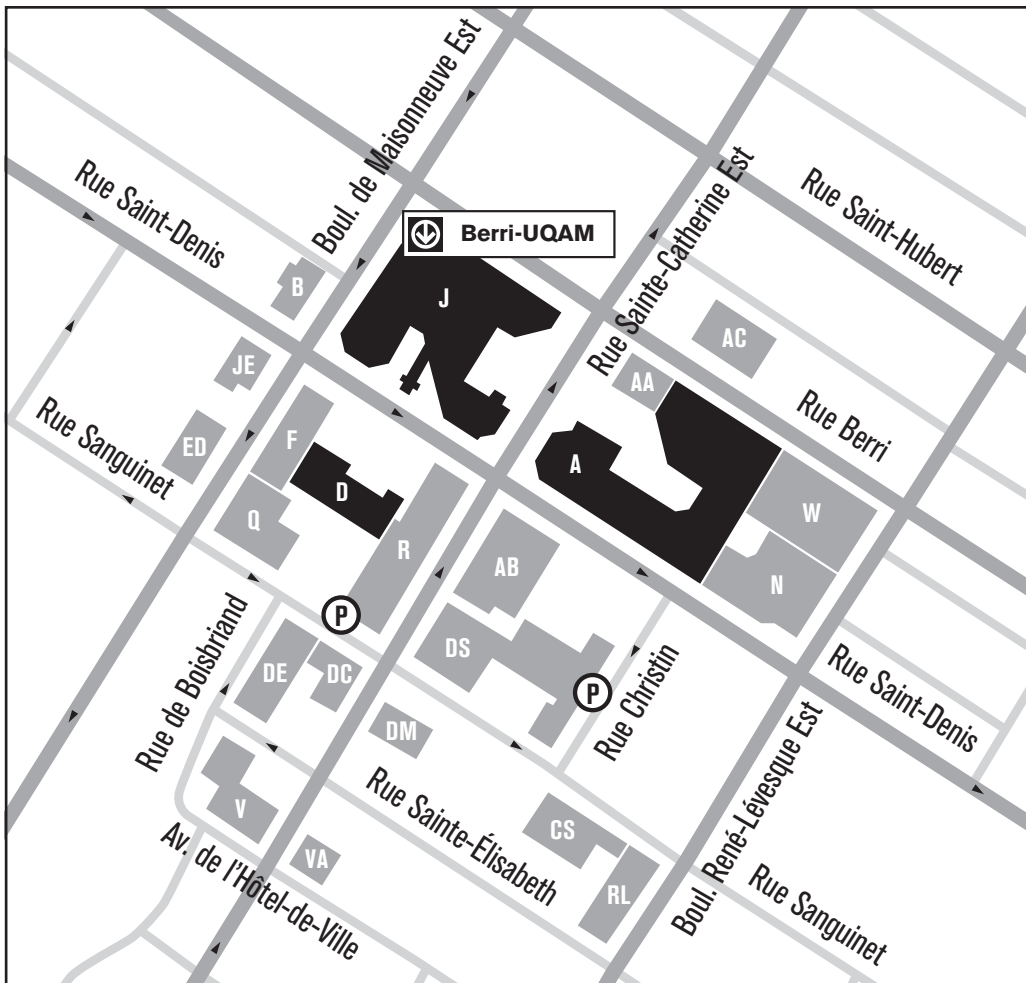 Boul. de Maisonneuve Est
Rue Saint-Denis
Berri-UQAM
Rue Sainte-Catherine Est
Rue Saint-Hubert
B
J
AC
JE
AA
Rue Berri
Rue Sanguinet
ED
F
D
A
Q
R
W
AB
N
P
Rue de Boisbriand
DE
DC
DS
P
Rue Christin
Rue Saint-Denis
DM
V
Rue Sainte-Élisabeth
CS
Boul. René-Lévesque Est
Av. de l'Hôtel-de-Ville
VA
RL
Rue Sanguinet